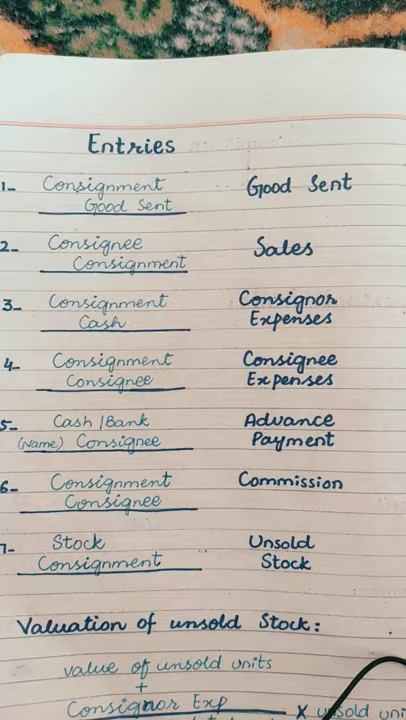 Entries
1- Consignment Good Sent
Good Sent
2- Consignee Sales
Consignment
3- Consignment Consignor
Cash Expenses
4- Consignment Consignee
Consignee Expenses
5- Cash /Bank Advance
(Name) Consignee Payment
6- Consignment Commission
Consignee
7- Stock Unsold
Consignment Stock
Valuation of unsold Stock:
value of unsold units
+
Consignor Exp X unsold uni